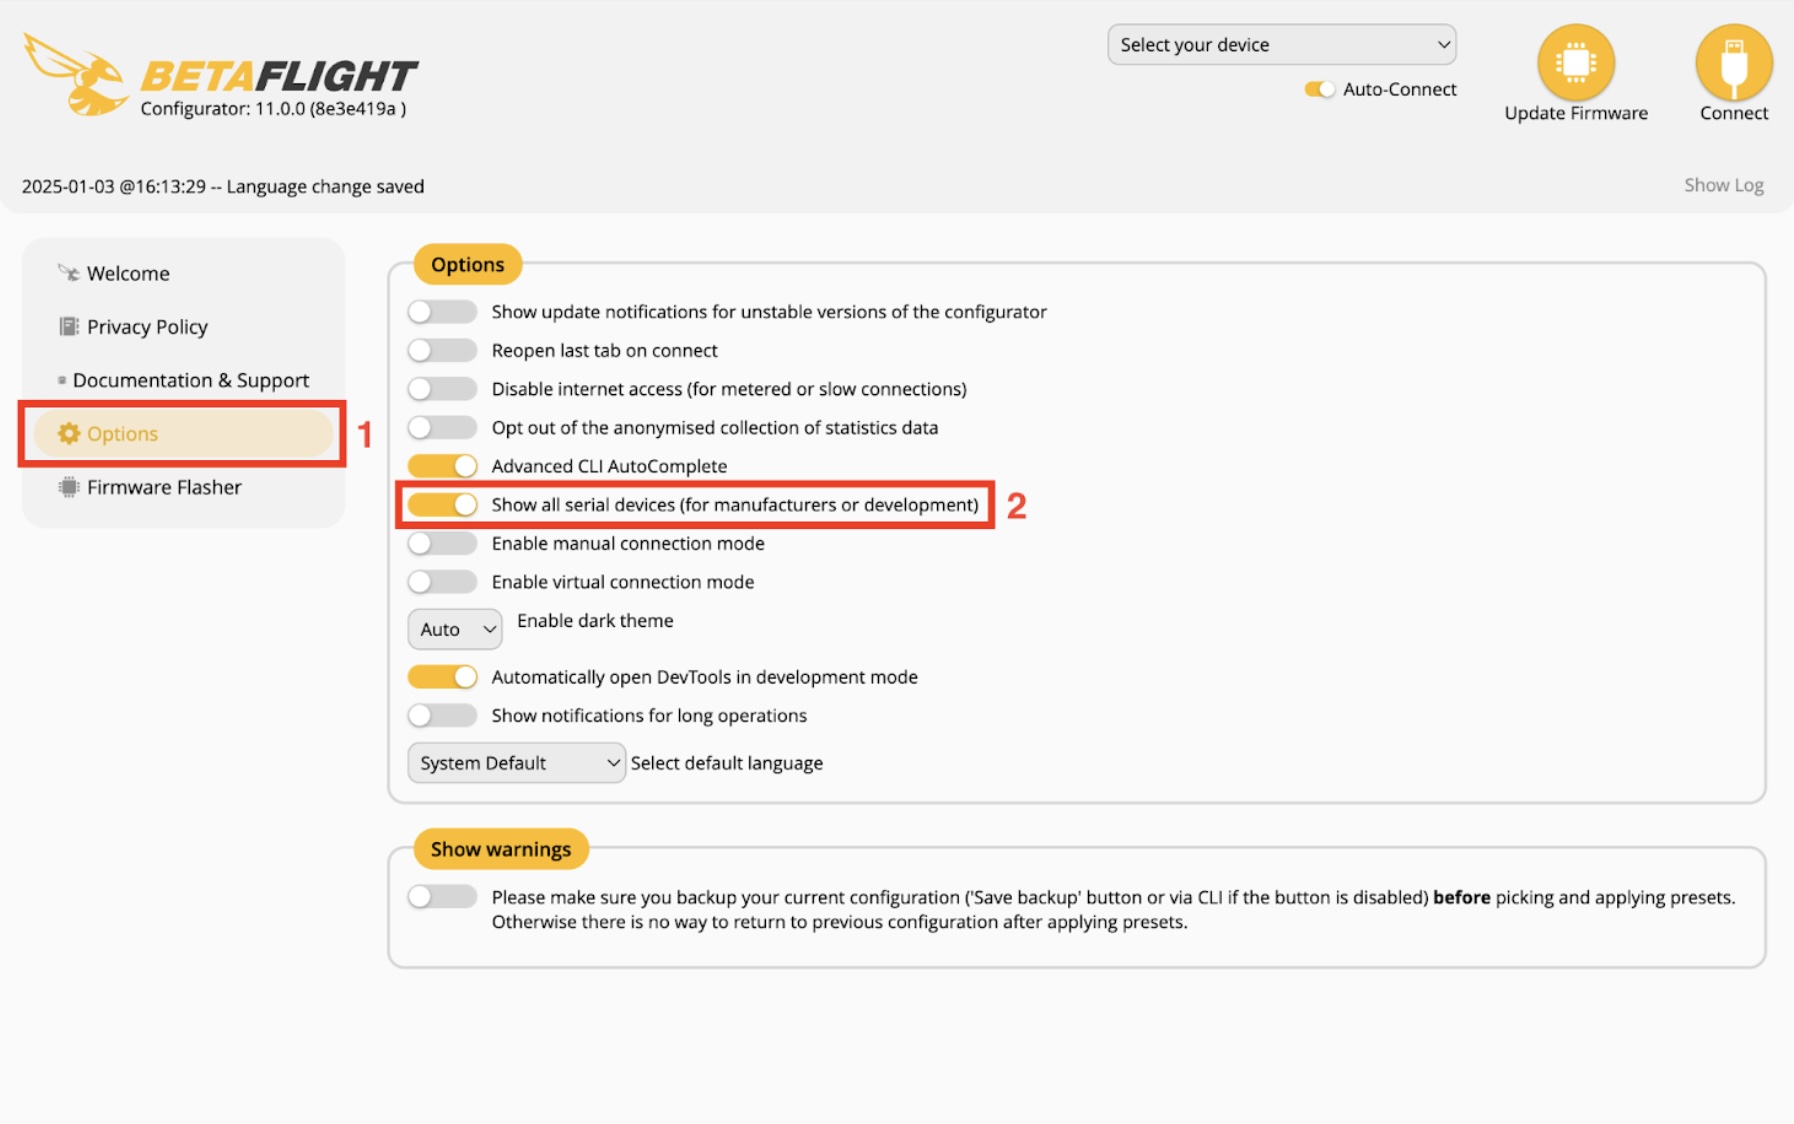 BETAFLIGHT
Configurator: 11.0.0 (8e3e419a )
Select your device
Auto-Connect
Update Firmware
Connect
2025-01-03 @16:13:29 -- Language change saved
Show Log
Welcome
Privacy Policy
Documentation & Support
Options
1
Firmware Flasher
Options
Show update notifications for unstable versions of the configurator
Reopen last tab on connect
Disable internet access (for metered or slow connections)
Opt out of the anonymised collection of statistics data
Advanced CLI AutoComplete
Show all serial devices (for manufacturers or development)
2
Enable manual connection mode
Enable virtual connection mode
Auto
Enable dark theme
Automatically open DevTools in development mode
Show notifications for long operations
System Default
Select default language
Show warnings
Please make sure you backup your current configuration ('Save backup' button or via CLI if the button is disabled) before picking and applying presets.
Otherwise there is no way to return to previous configuration after applying presets.